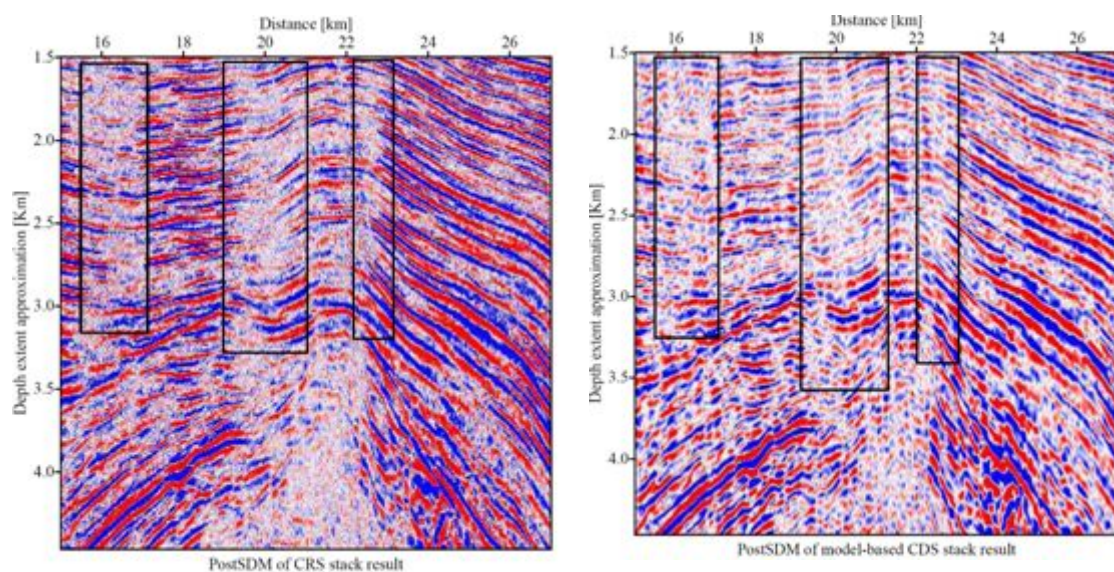 Distance [km]
16 18 20 22 24 26
1.5
2.0
2.5
3.0
3.5
4.0
Depth extent approximation [Km]
PostSDM of CRS stack result
Distance [km]
16 18 20 22 24 26
1.5
2.0
2.5
3.0
3.5
4.0
Depth extent approximation [Km]
PostSDM of model-based CDS stack result